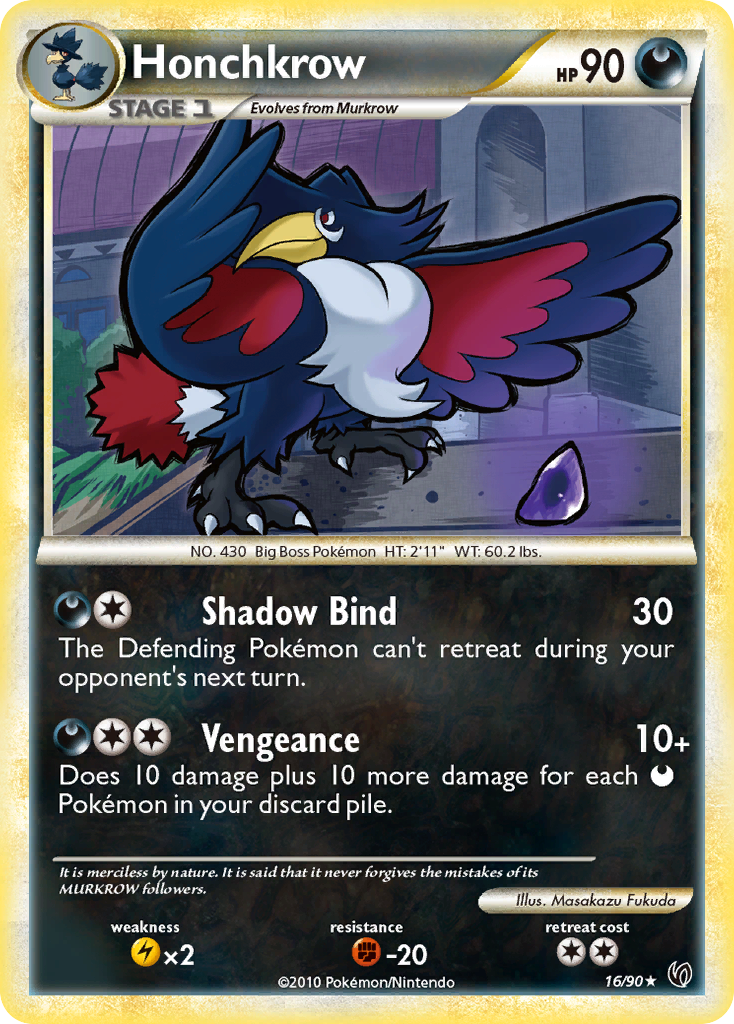 Honchkrow
HP 90
STAGE 1
Evolves from Murkrow
NO. 430 Big Boss Pokémon HT: 2'11" WT: 60.2 lbs.
Shadow Bind 30
The Defending Pokémon can't retreat during your
opponent's next turn.
Vengeance 10+
Does 10 damage plus 10 more damage for each
Pokémon in your discard pile.
It is merciless by nature. It is said that it never forgives the mistakes of its
MURKROW followers.
Illus. Masakazu Fukuda
weakness resistance retreat cost
×2 -20
©2010 Pokémon/Nintendo
16/90★